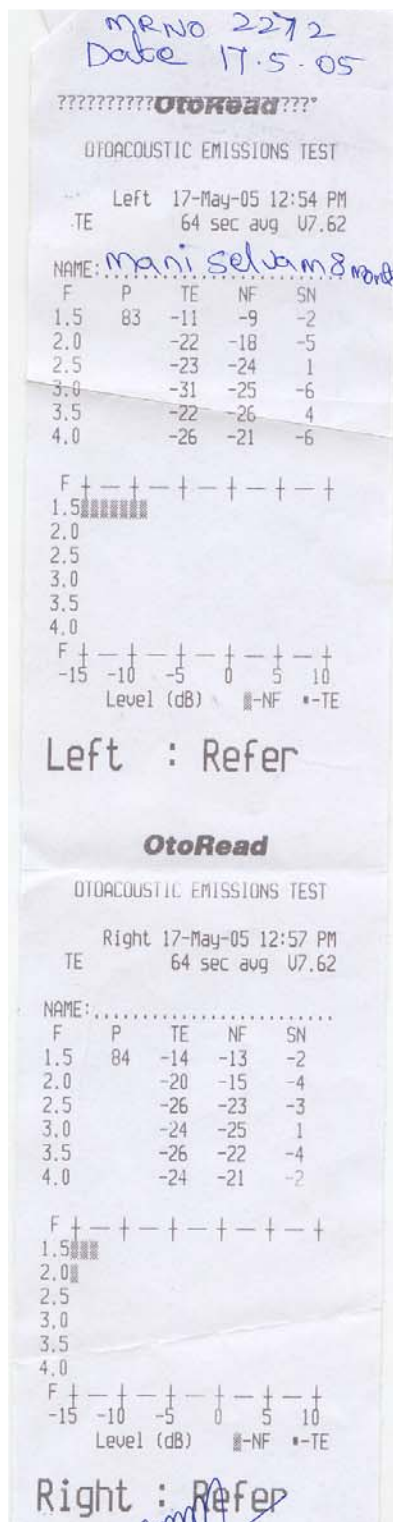 MR NO 2272
Date 17.5.05
??????????OtoRead????°
OTOACOUSTIC EMISSIONS TEST
Left 17-May-05 12:54 PM
TE 64 sec avg V7.62
NAME: mani selvam 8 month
F P TE NF SN
1.5 83 -11 -9 -2
2.0 -22 -18 -5
2.5 -23 -24 1
3.0 -31 -25 -6
3.5 -22 -26 4
4.0 -26 -21 -6
F
1.5
2.0
2.5
3.0
3.5
4.0
F
-15 -10 -5 0 5 10
Level (dB) -NF -TE
Left : Refer
OtoRead
OTOACOUSTIC EMISSIONS TEST
Right 17-May-05 12:57 PM
TE 64 sec avg V7.62
NAME:
F P TE NF SN
1.5 84 -14 -13 -2
2.0 -20 -15 -4
2.5 -26 -23 -3
3.0 -24 -25 1
3.5 -26 -22 -4
4.0 -24 -21 -2
F
1.5
2.0
2.5
3.0
3.5
4.0
F
-15 -10 -5 0 5 10
Level (dB) -NF -TE
Right : Refer